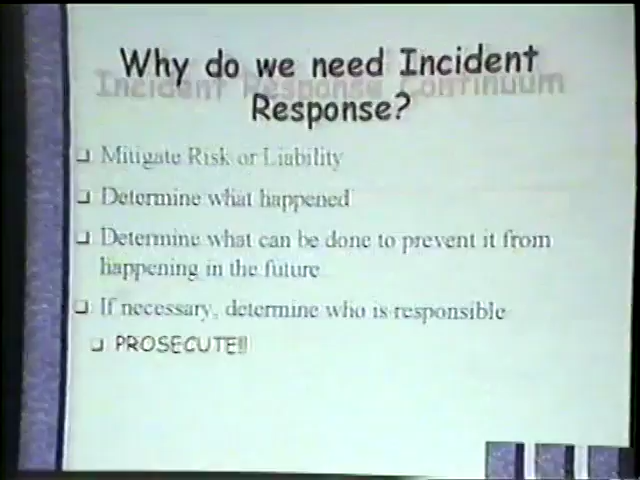 Why do we need Incident
Incident Response Continuum
Response?
❑ Mitigate Risk or Liability
❑ Determine what happened
❑ Determine what can be done to prevent it from
happening in the future
❑ If necessary, determine who is responsible
❑ PROSECUTE!!